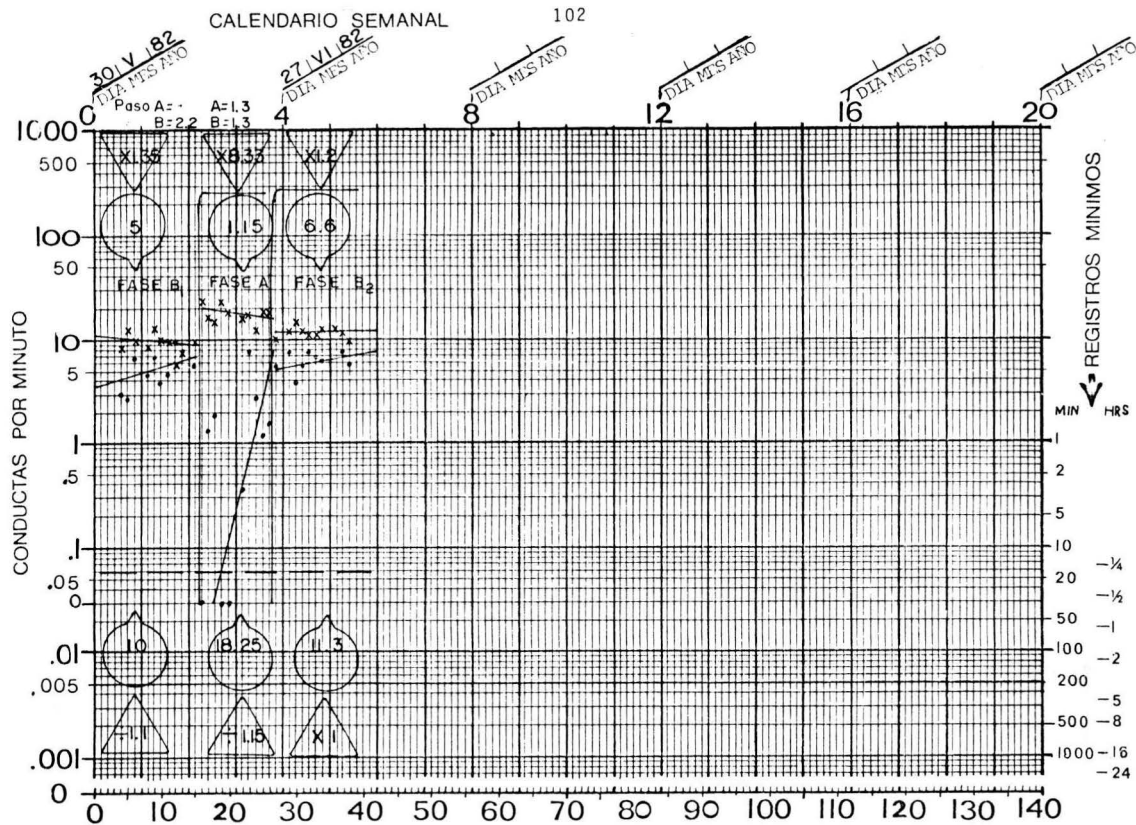 CALENDARIO SEMANAL 102
30 V 82 27 VI 82
DIA MES AÑO DIA MES AÑO DIA MES AÑO DIA MES AÑO DIA MES AÑO DIA MES AÑO
0 4 8 12 16 20
Paso A= A=1.3
B=2.2 B=1.3
1000
500
100
50
10
5
1
.5
.1
.05
0
.01
.005
.001
0
CONDUCTAS POR MINUTO
X1.35 X8.33 X1.2
5 1.15 6.6
FASE B1 FASE A FASE B2
10 18.25 11.3
÷1.1 ÷1.15 X 1
REGISTROS MINIMOS
MIN HRS
1
2
5
10
20 -¼
-½
50 -1
100 -2
200
-5
500 -8
1000 -16
-24
0 10 20 30 40 50 60 70 80 90 100 110 120 130 140